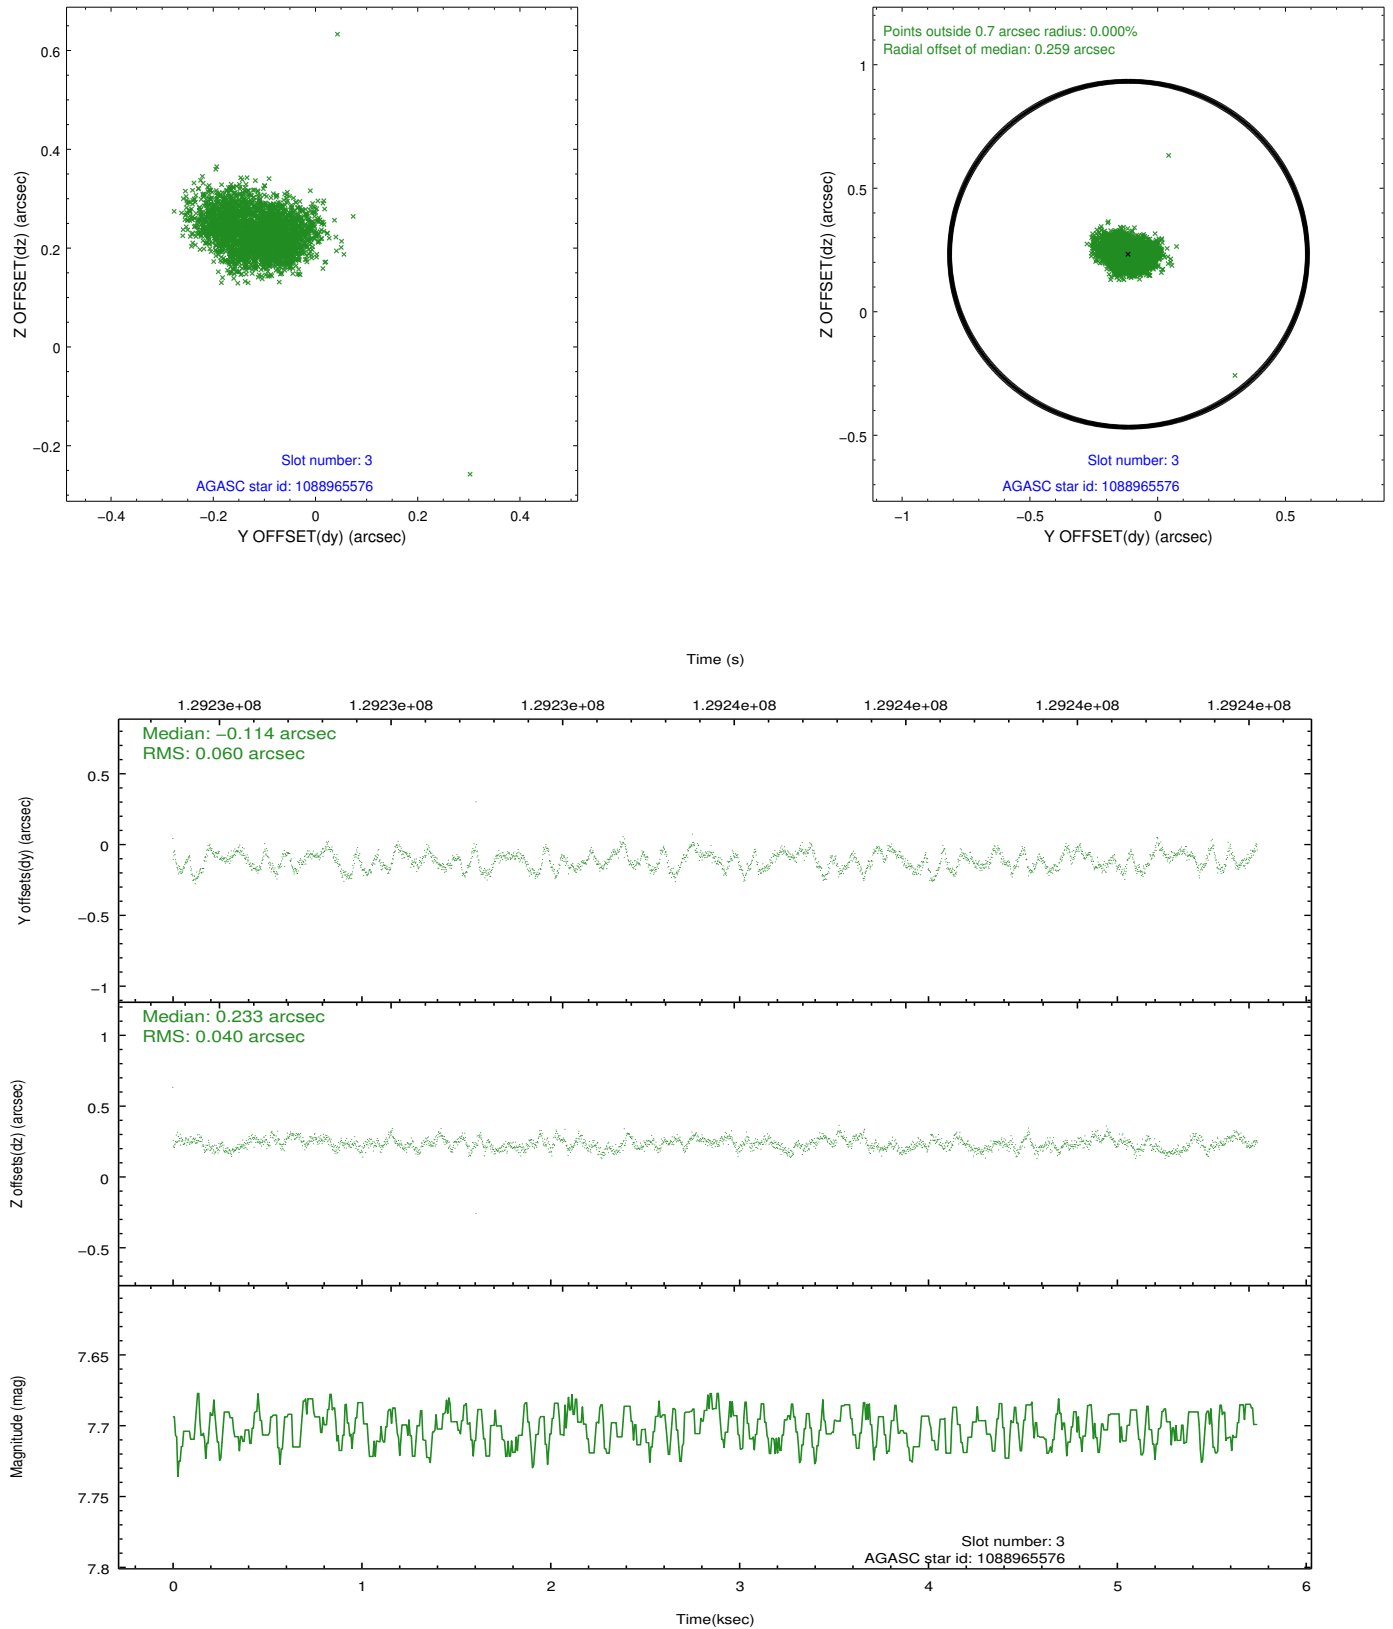 0.6
0.4
0.2
0
−0.2
Z OFFSET(dz) (arcsec)
Slot number: 3
AGASC star id: 1088965576
−0.4
−0.2
0
0.2
0.4
Y OFFSET(dy) (arcsec)
Points outside 0.7 arcsec radius: 0.000%
Radial offset of median: 0.259 arcsec
1
0.5
0
−0.5
Z OFFSET(dz) (arcsec)
Slot number: 3
AGASC star id: 1088965576
−1
−0.5
0
0.5
Y OFFSET(dy) (arcsec)
Time (s)
1.2923e+08
1.2923e+08
1.2923e+08
1.2924e+08
1.2924e+08
1.2924e+08
1.2924e+08
Median: −0.114 arcsec
RMS: 0.060 arcsec
0.5
0
−0.5
−1
Y offsets(dy) (arcsec)
Median: 0.233 arcsec
RMS: 0.040 arcsec
1
0.5
0
−0.5
Z offsets(dz) (arcsec)
7.65
7.7
7.75
7.8
Magnitude (mag)
Slot number: 3
AGASC star id: 1088965576
0
1
2
3
4
5
6
Time(ksec)